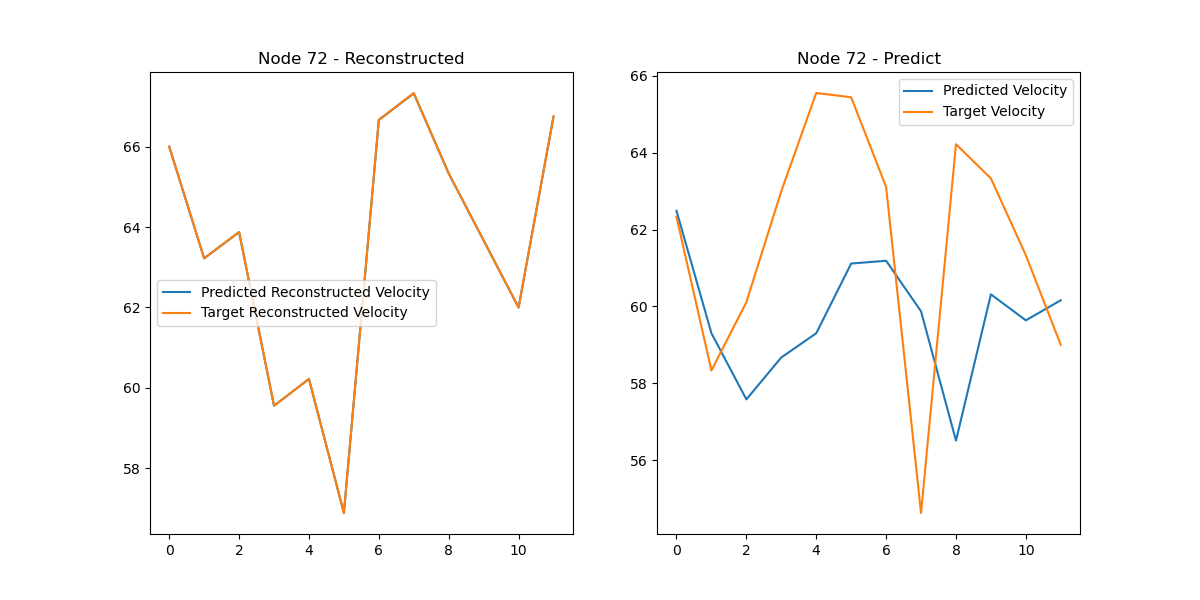 Node 72 - Reconstructed
66
64
62
60
58
Predicted Reconstructed Velocity
Target Reconstructed Velocity
0 2 4 6 8 10
Node 72 - Predict
66
64
62
60
58
56
Predicted Velocity
Target Velocity
0 2 4 6 8 10